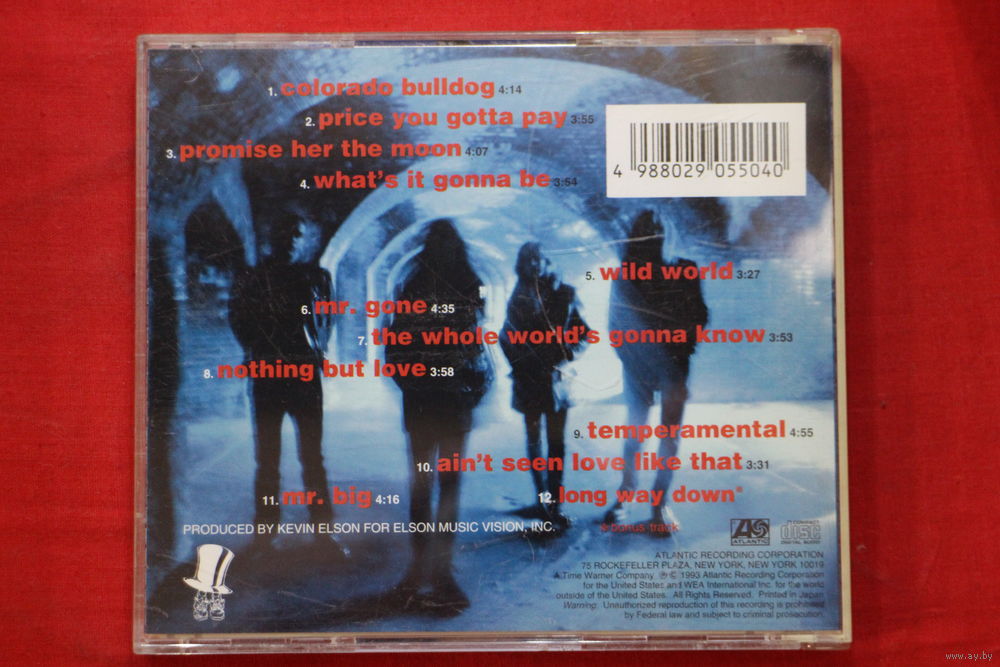 1. colorado bulldog 4:14
2. price you gotta pay 3:55
3. promise her the moon 4:07
4. what's it gonna be 3:54
4 988029 055040
5. wild world 3:27
6. mr. gone 4:35
7. the whole world's gonna know 3:53
8. nothing but love 3:58
9. temperamental 4:55
10. ain't seen love like that 3:31
11. mr. big 4:16
12. long way down*
PRODUCED BY KEVIN ELSON FOR ELSON MUSIC VISION, INC.
*bonus track
ATLANTIC
COMPACT
disc
DIGITAL AUDIO
ATLANTIC RECORDING CORPORATION
75 ROCKEFELLER PLAZA, NEW YORK, NEW YORK 10019
A Time Warner Company ℗© 1993 Atlantic Recording Corporation
for the United States and WEA International Inc. for the world
outside of the United States. All Rights Reserved. Printed in Japan
Warning: Unauthorized reproduction of this recording is prohibited
by Federal law and subject to criminal prosecution.
www.ay.by